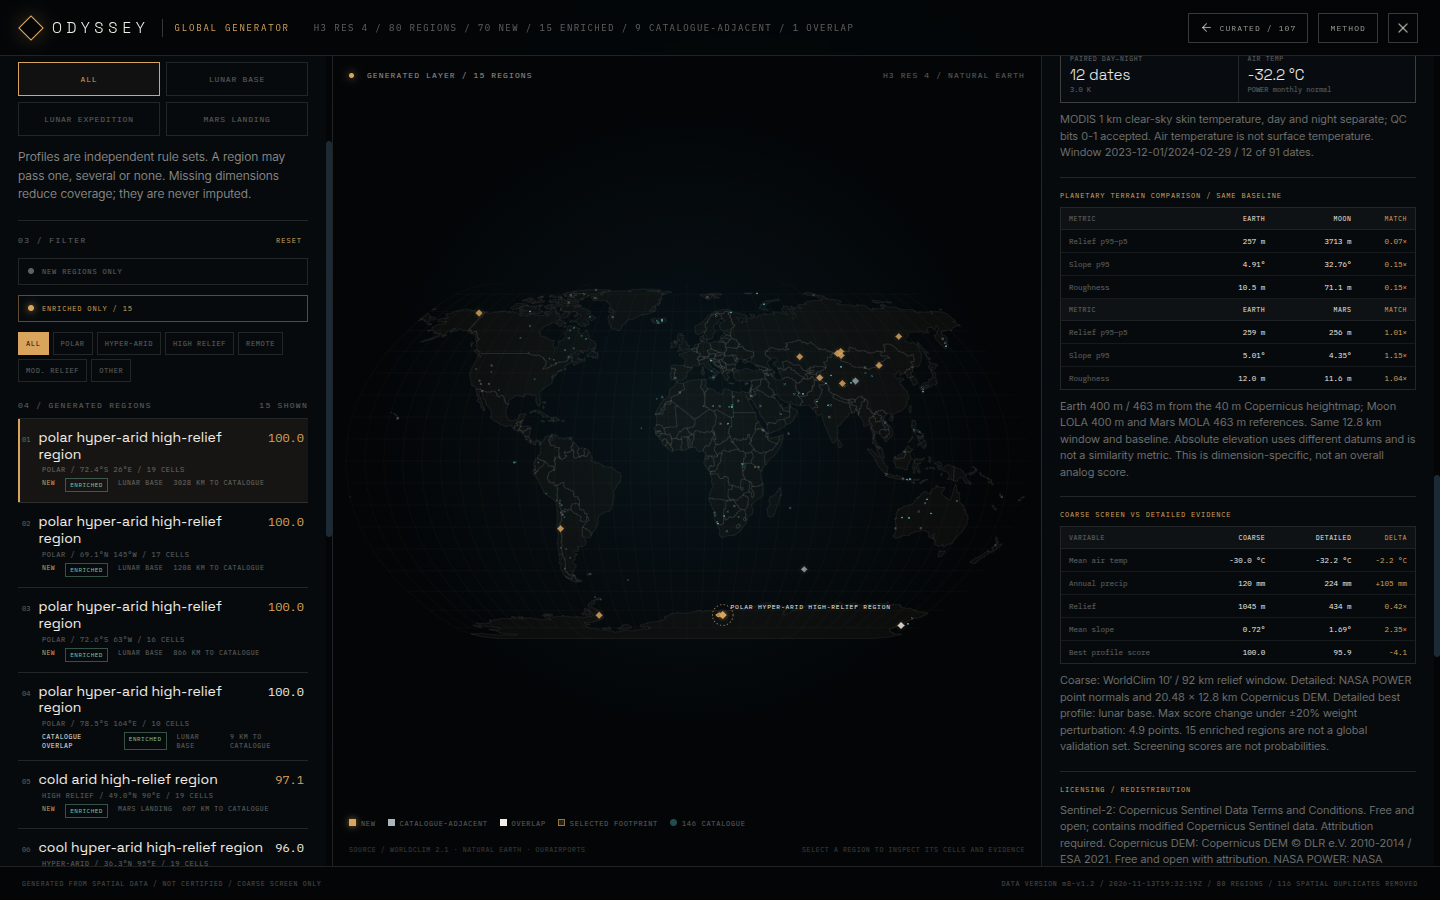 ODYSSEY
GLOBAL GENERATOR
H3 RES 4 / 80 REGIONS / 70 NEW / 15 ENRICHED / 9 CATALOGUE-ADJACENT / 1 OVERLAP
← CURATED / 107
METHOD
ALL
LUNAR BASE
LUNAR EXPEDITION
MARS LANDING
Profiles are independent rule sets. A region may
pass one, several or none. Missing dimensions
reduce coverage; they are never imputed.
03 / FILTER
RESET
NEW REGIONS ONLY
ENRICHED ONLY / 15
ALL
POLAR
HYPER-ARID
HIGH RELIEF
REMOTE
MOD. RELIEF
OTHER
04 / GENERATED REGIONS
15 SHOWN
01
polar hyper-arid high-relief
region
100.0
POLAR / 72.4°S 26°E / 19 CELLS
NEW ENRICHED LUNAR BASE 3028 KM TO CATALOGUE
02
polar hyper-arid high-relief
region
100.0
POLAR / 69.1°N 145°W / 17 CELLS
NEW ENRICHED LUNAR BASE 1208 KM TO CATALOGUE
03
polar hyper-arid high-relief
region
100.0
POLAR / 72.6°S 63°W / 16 CELLS
NEW ENRICHED LUNAR BASE 866 KM TO CATALOGUE
04
polar hyper-arid high-relief
region
100.0
POLAR / 78.5°S 164°E / 10 CELLS
CATALOGUE
OVERLAP
ENRICHED
LUNAR
BASE
9 KM TO
CATALOGUE
05
cold arid high-relief region
97.1
HIGH RELIEF / 49.0°N 90°E / 19 CELLS
NEW ENRICHED MARS LANDING 607 KM TO CATALOGUE
06
cool hyper-arid high-relief region
96.0
HYPER-ARID / 36.3°N 95°E / 19 CELLS
GENERATED LAYER / 15 REGIONS
H3 RES 4 / NATURAL EARTH
POLAR HYPER-ARID HIGH-RELIEF REGION
NEW
CATALOGUE-ADJACENT
OVERLAP
SELECTED FOOTPRINT
146 CATALOGUE
SOURCE / WORLDCLIM 2.1 · NATURAL EARTH · OURAIRPORTS
SELECT A REGION TO INSPECT ITS CELLS AND EVIDENCE
PAIRED DAY-NIGHT
12 dates
3.0 K
AIR TEMP
-32.2 °C
POWER monthly normal
MODIS 1 km clear-sky skin temperature, day and night separate; QC
bits 0-1 accepted. Air temperature is not surface temperature.
Window 2023-12-01/2024-02-29 / 12 of 91 dates.
PLANETARY TERRAIN COMPARISON / SAME BASELINE
METRIC EARTH MOON MATCH
Relief p95-p5 257 m 3713 m 0.07×
Slope p95 4.91° 32.76° 0.15×
Roughness 10.5 m 71.1 m 0.15×
METRIC EARTH MARS MATCH
Relief p95-p5 259 m 256 m 1.01×
Slope p95 5.01° 4.35° 1.15×
Roughness 12.0 m 11.6 m 1.04×
Earth 400 m / 463 m from the 40 m Copernicus heightmap; Moon
LOLA 400 m and Mars MOLA 463 m references. Same 12.8 km
window and baseline. Absolute elevation uses different datums and is
not a similarity metric. This is dimension-specific, not an overall
analog score.
COARSE SCREEN VS DETAILED EVIDENCE
VARIABLE COARSE DETAILED DELTA
Mean air temp -30.0 °C -32.2 °C -2.2 °C
Annual precip 120 mm 224 mm +105 mm
Relief 1045 m 434 m 0.42×
Mean slope 0.72° 1.69° 2.35×
Best profile score 100.0 95.9 -4.1
Coarse: WorldClim 10′ / 92 km relief window. Detailed: NASA POWER
point normals and 20.48 × 12.8 km Copernicus DEM. Detailed best
profile: lunar base. Max score change under ±20% weight
perturbation: 4.9 points. 15 enriched regions are not a global
validation set. Screening scores are not probabilities.
LICENSING / REDISTRIBUTION
Sentinel-2: Copernicus Sentinel Data Terms and Conditions. Free and
open; contains modified Copernicus Sentinel data. Attribution
required. Copernicus DEM: Copernicus DEM © DLR e.V. 2010-2014 /
ESA 2021. Free and open with attribution. NASA POWER: NASA
GENERATED FROM SPATIAL DATA / NOT CERTIFIED / COARSE SCREEN ONLY
DATA VERSION m8-v1.2 / 2026-11-13T19:32:19Z / 80 REGIONS / 116 SPATIAL DUPLICATES REMOVED